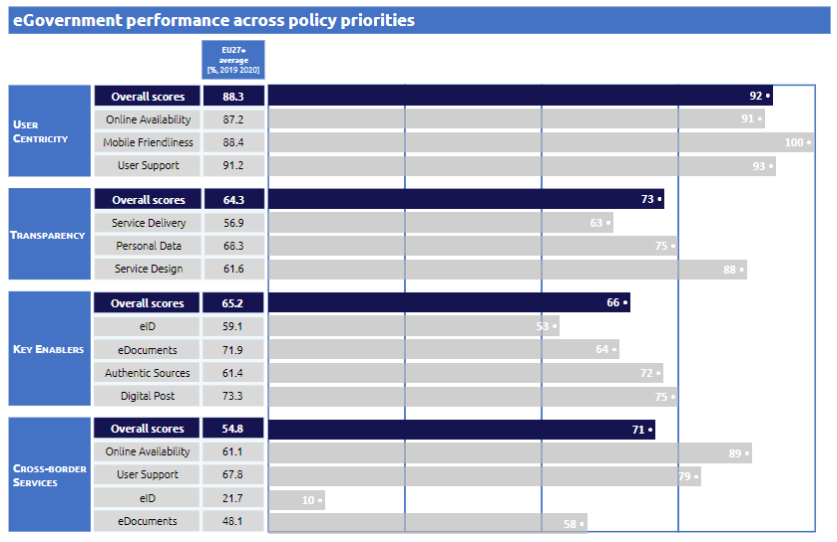 eGovernment performance across policy priorities
EU27+
average
[%, 2019 2020]
USER
CENTRICITY
Overall scores 88.3 92
Online Availability 87.2 91
Mobile Friendliness 88.4 100
User Support 91.2 93
TRANSPARENCY
Overall scores 64.3 73
Service Delivery 56.9 63
Personal Data 68.3 75
Service Design 61.6 88
KEY ENABLERS
Overall scores 65.2 66
eID 59.1 53
eDocuments 71.9 64
Authentic Sources 61.4 72
Digital Post 73.3 75
CROSS-BORDER
SERVICES
Overall scores 54.8 71
Online Availability 61.1 89
User Support 67.8 79
eID 21.7 10
eDocuments 48.1 58